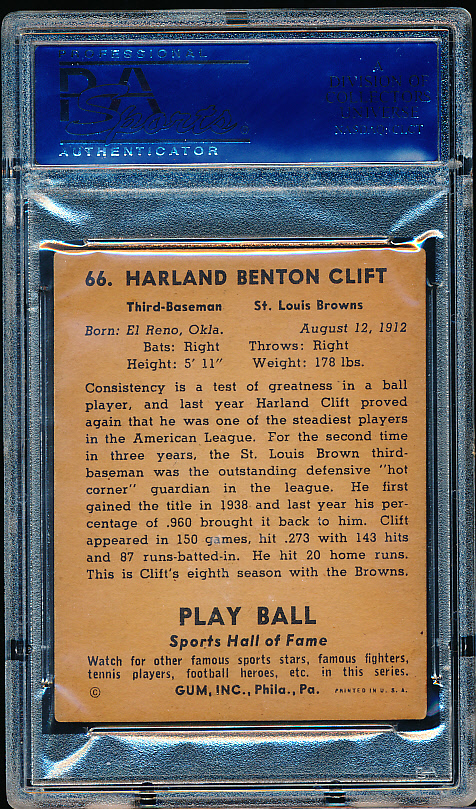 PROFESSIONAL
PSA
Sports
AUTHENTICATOR
A
DIVISION OF
COLLECTORS
UNIVERSE
NASDAQ: CLCT
66. HARLAND BENTON CLIFT
Third-Baseman St. Louis Browns
Born: El Reno, Okla. August 12, 1912
Bats: Right Throws: Right
Height: 5' 11" Weight: 178 lbs.
Consistency is a test of greatness in a ball
player, and last year Harland Clift proved
again that he was one of the steadiest players
in the American League. For the second time
in three years, the St. Louis Brown third-
baseman was the outstanding defensive "hot
corner" guardian in the league. He first
gained the title in 1938 and last year his per-
centage of .960 brought it back to him. Clift
appeared in 150 games, hit .273 with 143 hits
and 87 runs-batted-in. He hit 20 home runs.
This is Clift's eighth season with the Browns.
PLAY BALL
Sports Hall of Fame
Watch for other famous sports stars, famous fighters,
tennis players, football heroes, etc. in this series.
© GUM, INC., Phila., Pa. PRINTED IN U. S. A.